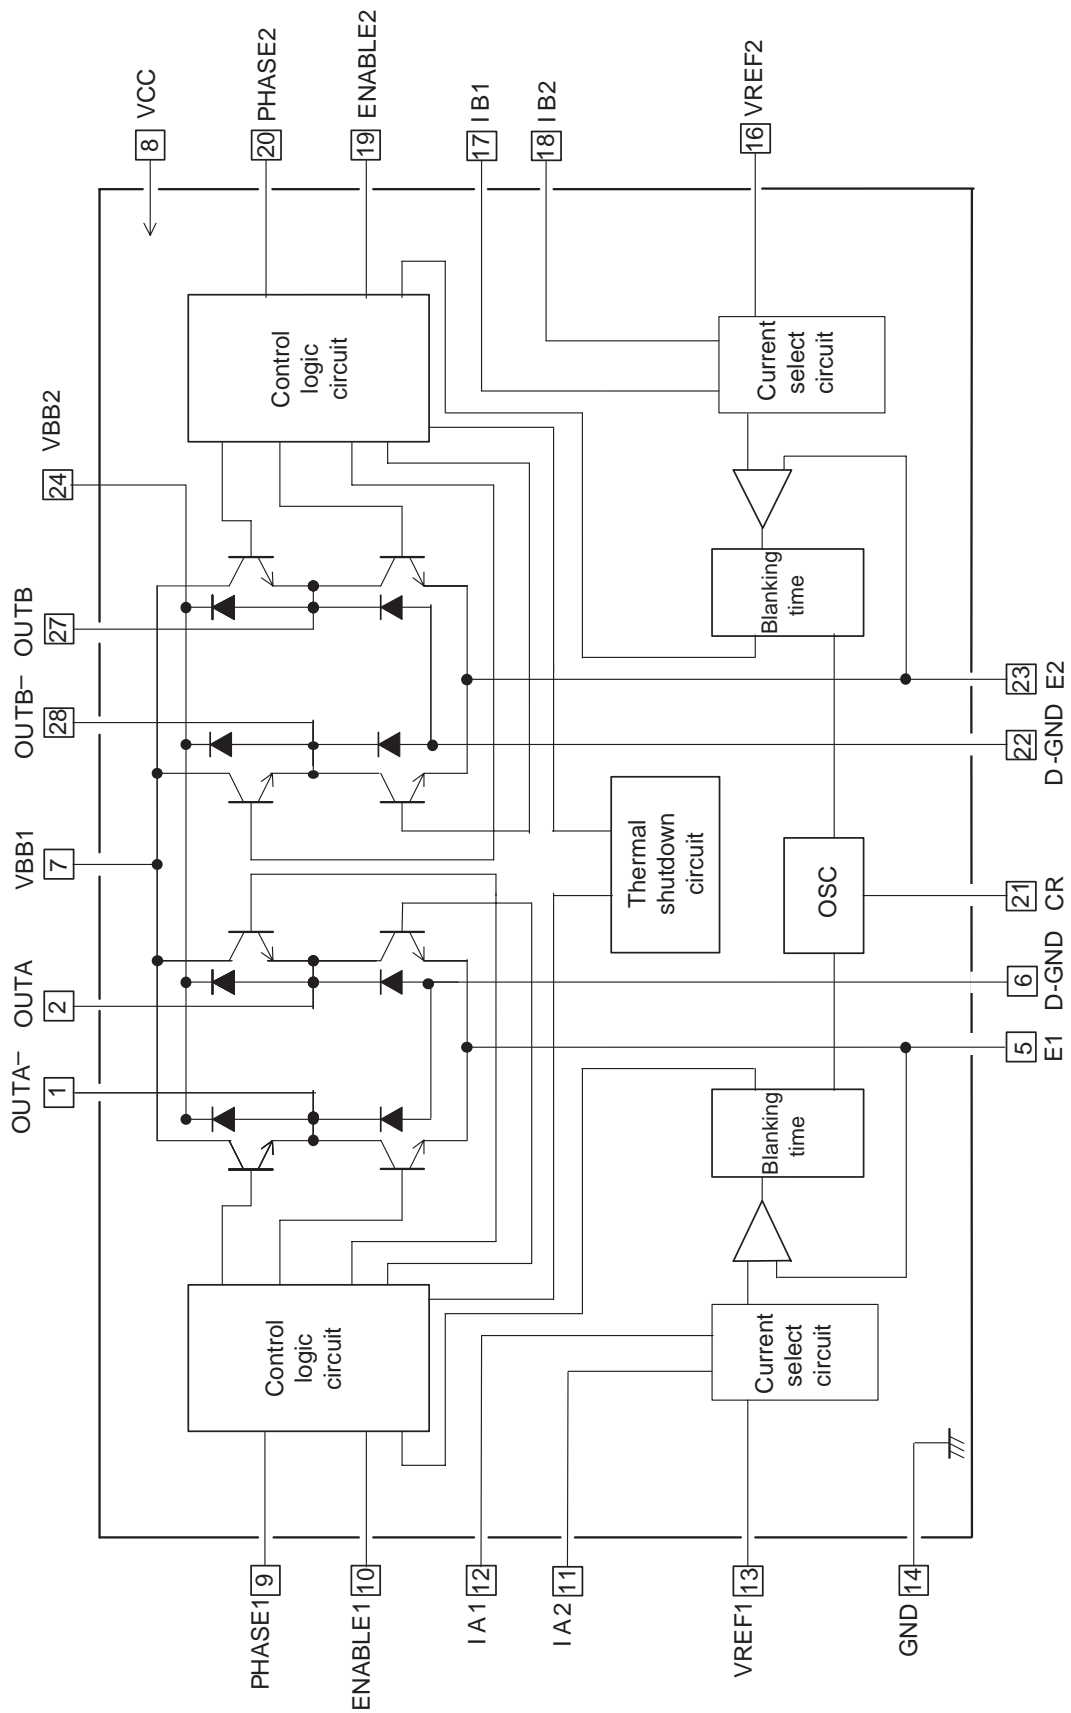 OUTA–
1
OUTA
2
VBB1
7
OUTB–
28
OUTB
27
VBB2
24
8
VCC
PHASE1
9
Control
logic
circuit
Control
logic
circuit
20
PHASE2
ENABLE1
10
19
ENABLE2
I A1
12
17
I B1
I A2
11
18
I B2
Thermal
shutdown
circuit
VREF1
13
Current
select
circuit
Blanking
time
OSC
Blanking
time
Current
select
circuit
16
VREF2
GND
14
5
E1
6
D-GND
21
CR
22
D-GND
23
E2